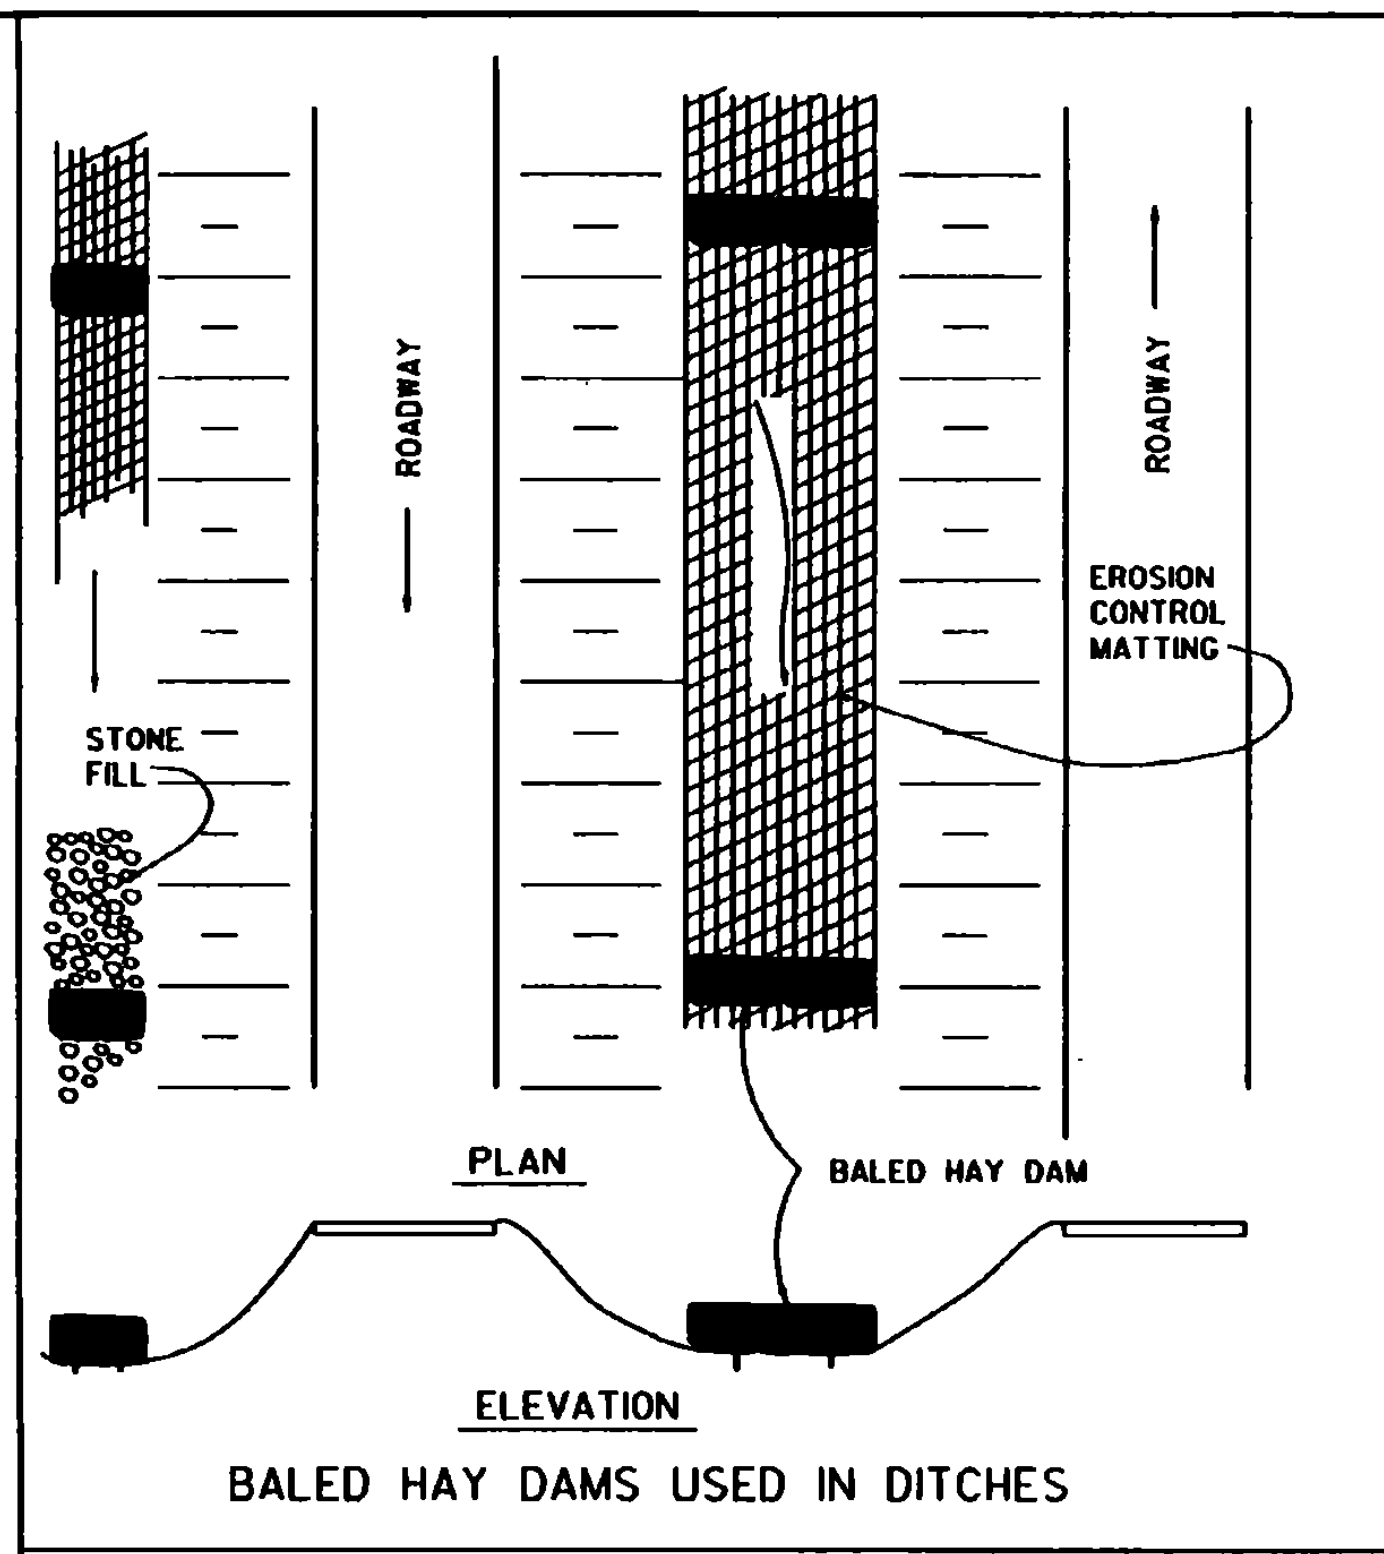 ROADWAY
ROADWAY
EROSION
CONTROL
MATTING
STONE
FILL
PLAN
BALED HAY DAM
ELEVATION
BALED HAY DAMS USED IN DITCHES